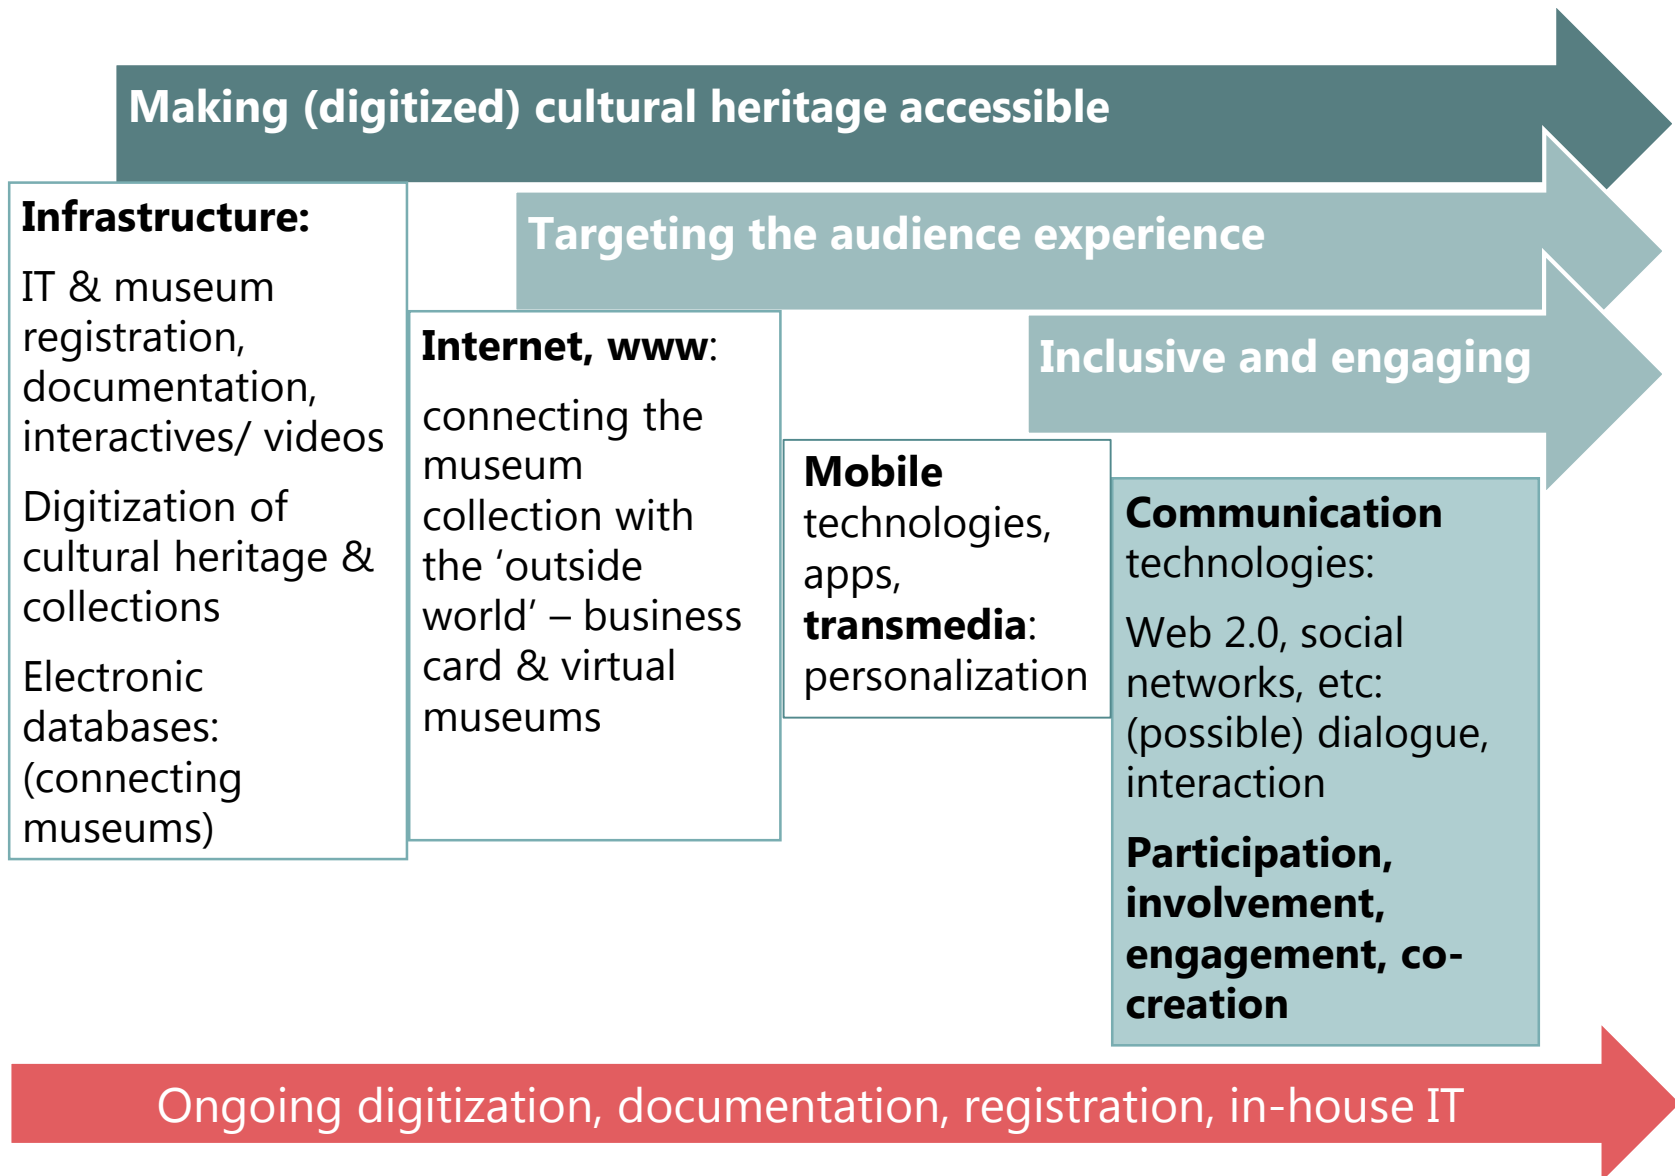 Making (digitized) cultural heritage accessible
Targeting the audience experience
Inclusive and engaging
Infrastructure:
IT & museum
registration,
documentation,
interactives/ videos
Digitization of
cultural heritage &
collections
Electronic
databases:
(connecting
museums)
Internet, www:
connecting the
museum
collection with
the ‘outside
world’ – business
card & virtual
museums
Mobile
technologies,
apps,
transmedia:
personalization
Communication
technologies:
Web 2.0, social
networks, etc:
(possible) dialogue,
interaction
Participation,
involvement,
engagement, co-
creation
Ongoing digitization, documentation, registration, in-house IT